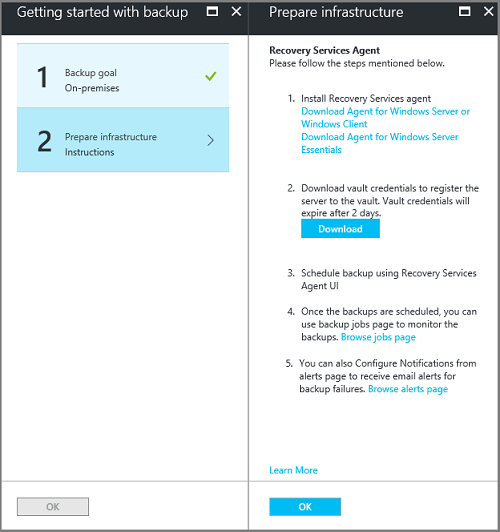 Getting started with backup
1
Backup goal
On-premises
2
Prepare infrastructure
Instructions
OK
Prepare infrastructure
Recovery Services Agent
Please follow the steps mentioned below.
1. Install Recovery Services agent
Download Agent for Windows Server or
Windows Client
Download Agent for Windows Server
Essentials
2. Download vault credentials to register the
server to the vault. Vault credentials will
expire after 2 days.
Download
3. Schedule backup using Recovery Services
Agent UI
4. Once the backups are scheduled, you can
use backup jobs page to monitor the
backups. Browse jobs page
5. You can also Configure Notifications from
alerts page to receive email alerts for
backup failures. Browse alerts page
Learn More
OK